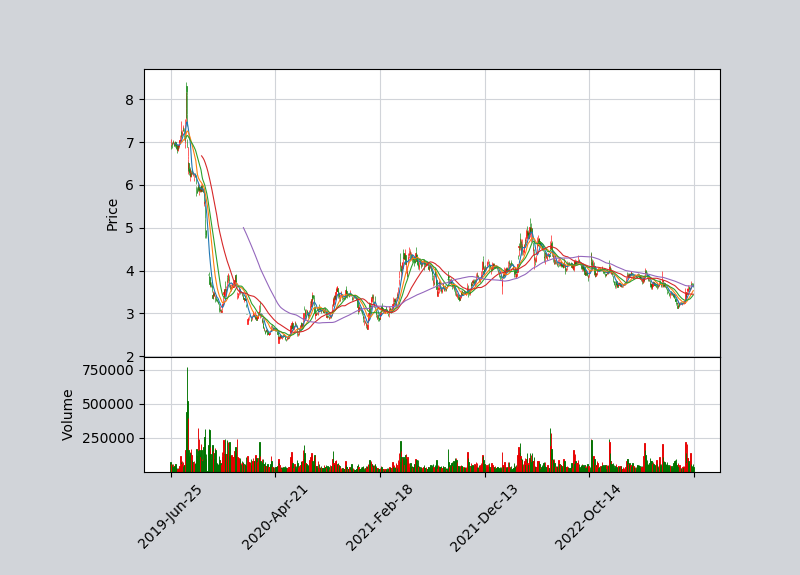 Price
8
7
6
5
4
3
2
Volume
750000
500000
250000
2019-Jun-25
2020-Apr-21
2021-Feb-18
2021-Dec-13
2022-Oct-14